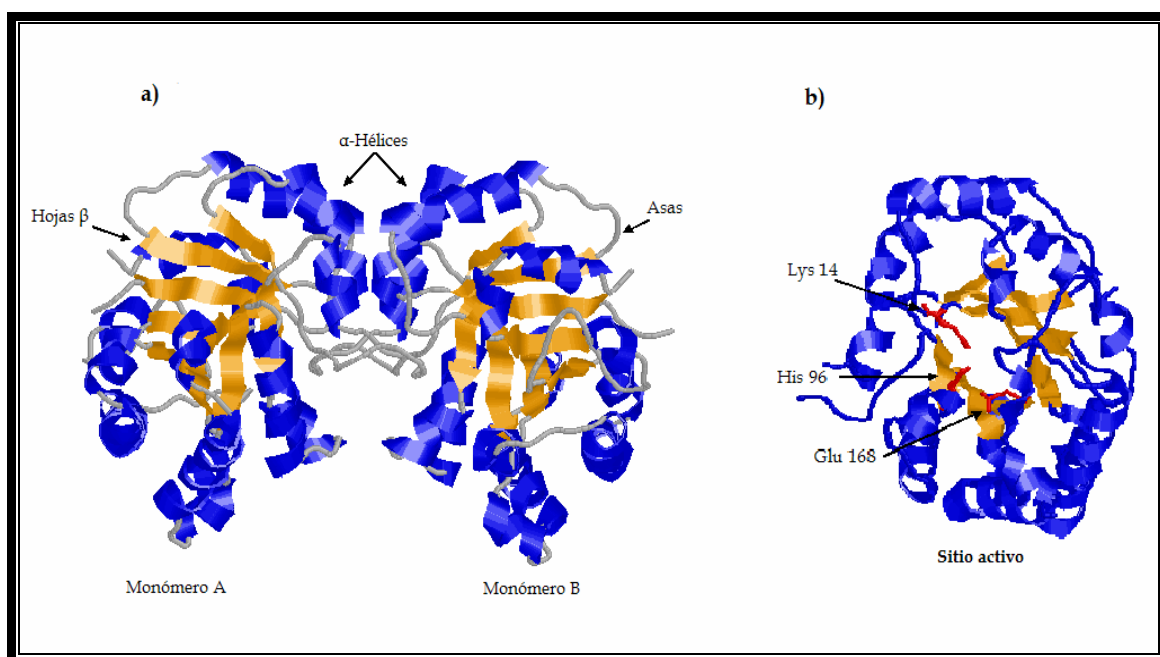 a)
b)
α-Hélices
Hojas β
Asas
Lys 14
His 96
Glu 168
Sitio activo
Monómero A
Monómero B